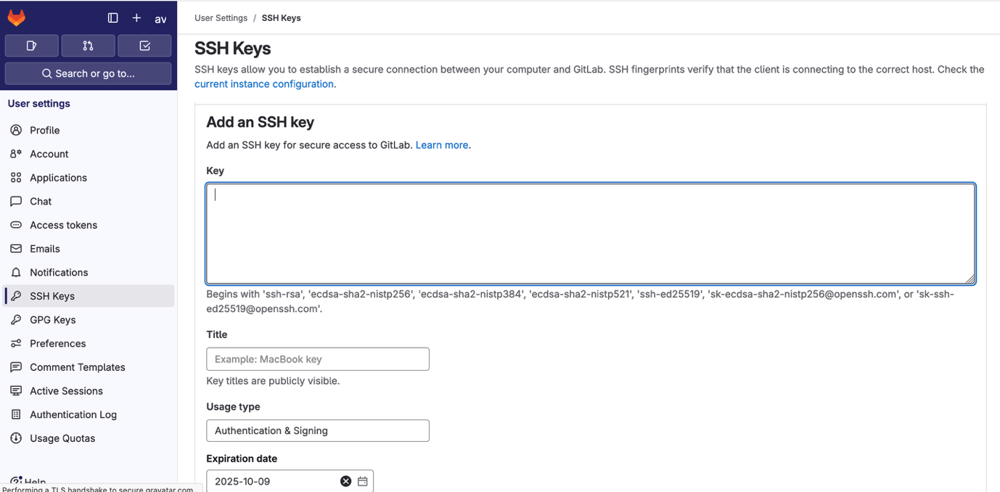 av
User Settings / SSH Keys
Search or go to...
User settings
Profile
Account
Applications
Chat
Access tokens
Emails
Notifications
SSH Keys
GPG Keys
Preferences
Comment Templates
Active Sessions
Authentication Log
Usage Quotas
Help
Performing a TLS handshake to secure.gravatar.com
SSH Keys
SSH keys allow you to establish a secure connection between your computer and GitLab. SSH fingerprints verify that the client is connecting to the correct host. Check the
current instance configuration.
Add an SSH key
Add an SSH key for secure access to GitLab. Learn more.
Key
Begins with 'ssh-rsa', 'ecdsa-sha2-nistp256', 'ecdsa-sha2-nistp384', 'ecdsa-sha2-nistp521', 'ssh-ed25519', 'sk-ecdsa-sha2-nistp256@openssh.com', or 'sk-ssh-
ed25519@openssh.com'.
Title
Example: MacBook key
Key titles are publicly visible.
Usage type
Authentication & Signing
Expiration date
2025-10-09